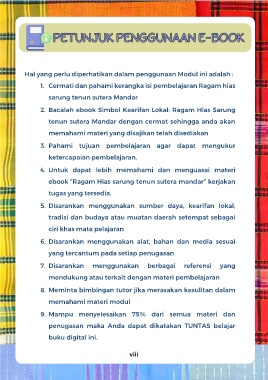 PETUNJUK PENGGUNAAN E-BOOK
Hal yang perlu diperhatikan dalam penggunaan Modul ini adalah :
1. Cermati dan pahami kerangka isi pembelajaran Ragam hias
sarung tenun sutera Mandar
2. Bacalah ebook Simbol Kearifan Lokal: Ragam Hias Sarung
tenun sutera Mandar dengan cermat sehingga anda akan
memahami materi yang disajikan telah disediakan
3. Pahami tujuan pembelajaran agar dapat mengukur
ketercapaian pembelajaran.
4. Untuk dapat lebih memahami dan menguasai materi
ebook "Ragam Hias sarung tenun sutera mandar" kerjakan
tugas yang tersedia.
5. Disarankan menggunakan sumber daya, kearifan lokal,
tradisi dan budaya atau muatan daerah setempat sebagai
ciri khas mata pelajaran
6. Disarankan menggunakan alat, bahan dan media sesuai
yang tercantum pada setiap penugasan
7. Disarankan menggunakan berbagai referensi yang
mendukung atau terkait dengan materi pembelajaran
8. Meminta bimbingan tutor jika merasakan kesulitan dalam
memahami materi modul
9. Mampu menyelesaikan 75% dari semua materi dan
penugasan maka Anda dapat dikatakan TUNTAS belajar
buku digital ini.
viii